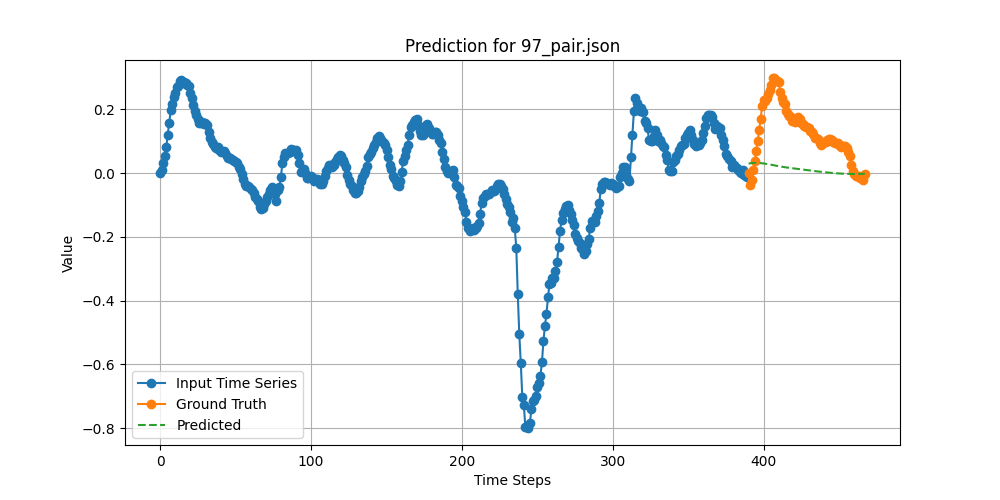 Prediction for 97_pair.json
Value
0.2
0.0
−0.2
−0.4
−0.6
−0.8
Input Time Series
Ground Truth
Predicted
0
100
200
300
400
Time Steps